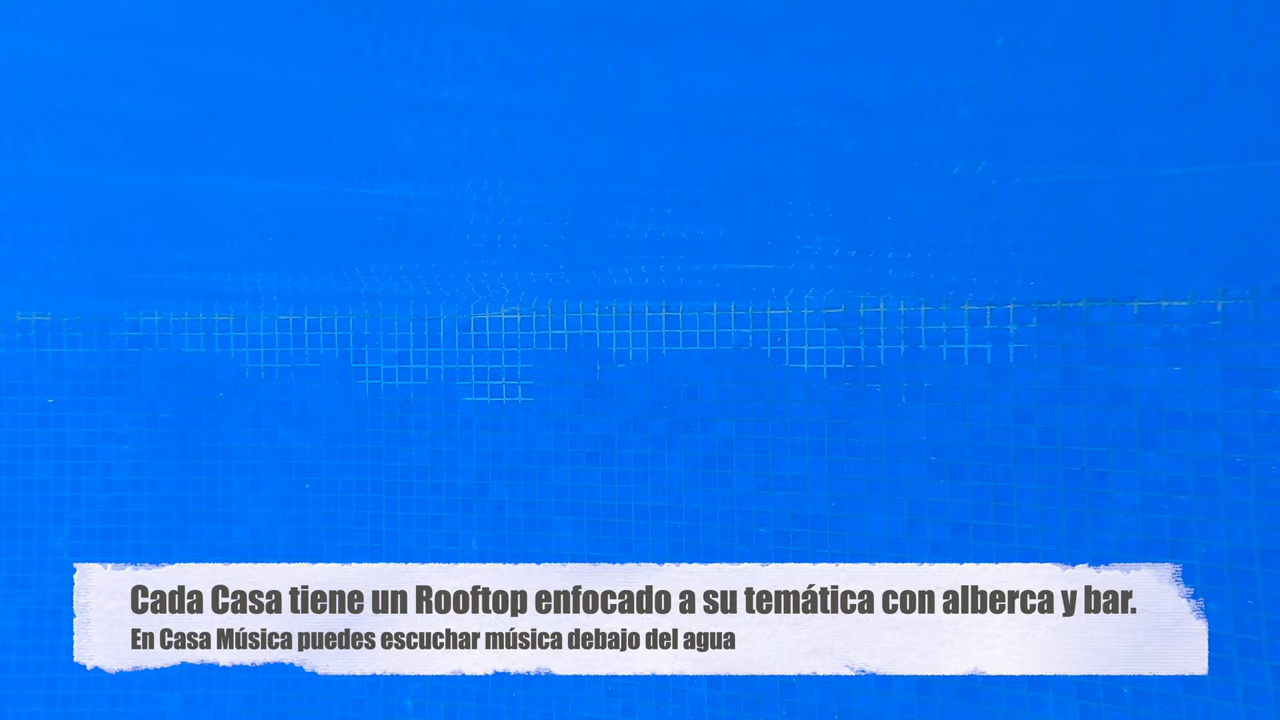 Cada Casa tiene un Rooftop enfocado a su temática con alberca y bar.
En Casa Música puedes escuchar música debajo del agua